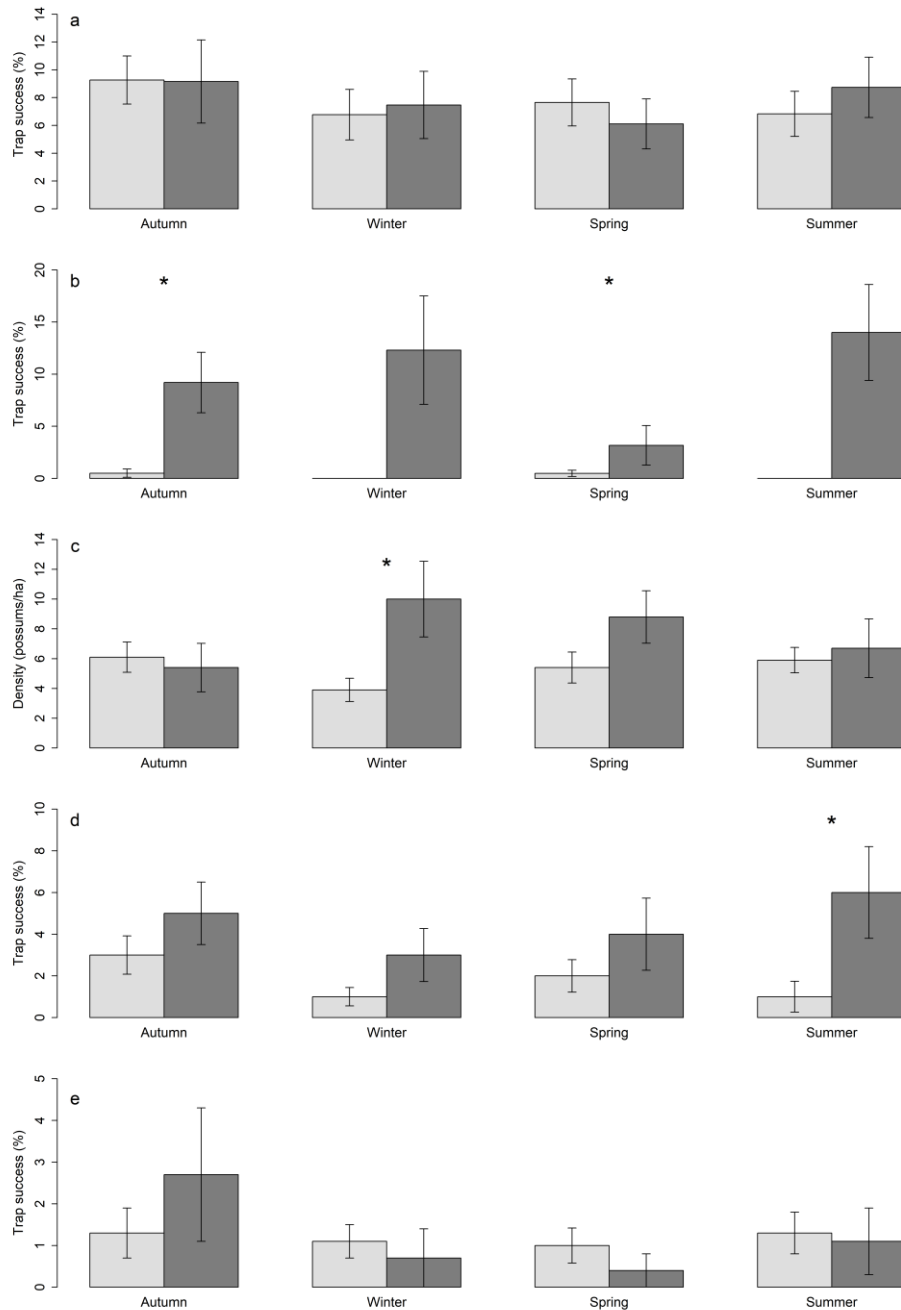 a
Trap success (%)
0 2 4 6 8 10 12 14
Autumn Winter Spring Summer
b
* *
Trap success (%)
0 5 10 15 20
Autumn Winter Spring Summer
c
*
Density (possums/ha)
0 2 4 6 8 10 12 14
Autumn Winter Spring Summer
d
*
Trap success (%)
0 2 4 6 8 10
Autumn Winter Spring Summer
e
Trap success (%)
0 1 2 3 4 5
Autumn Winter Spring Summer